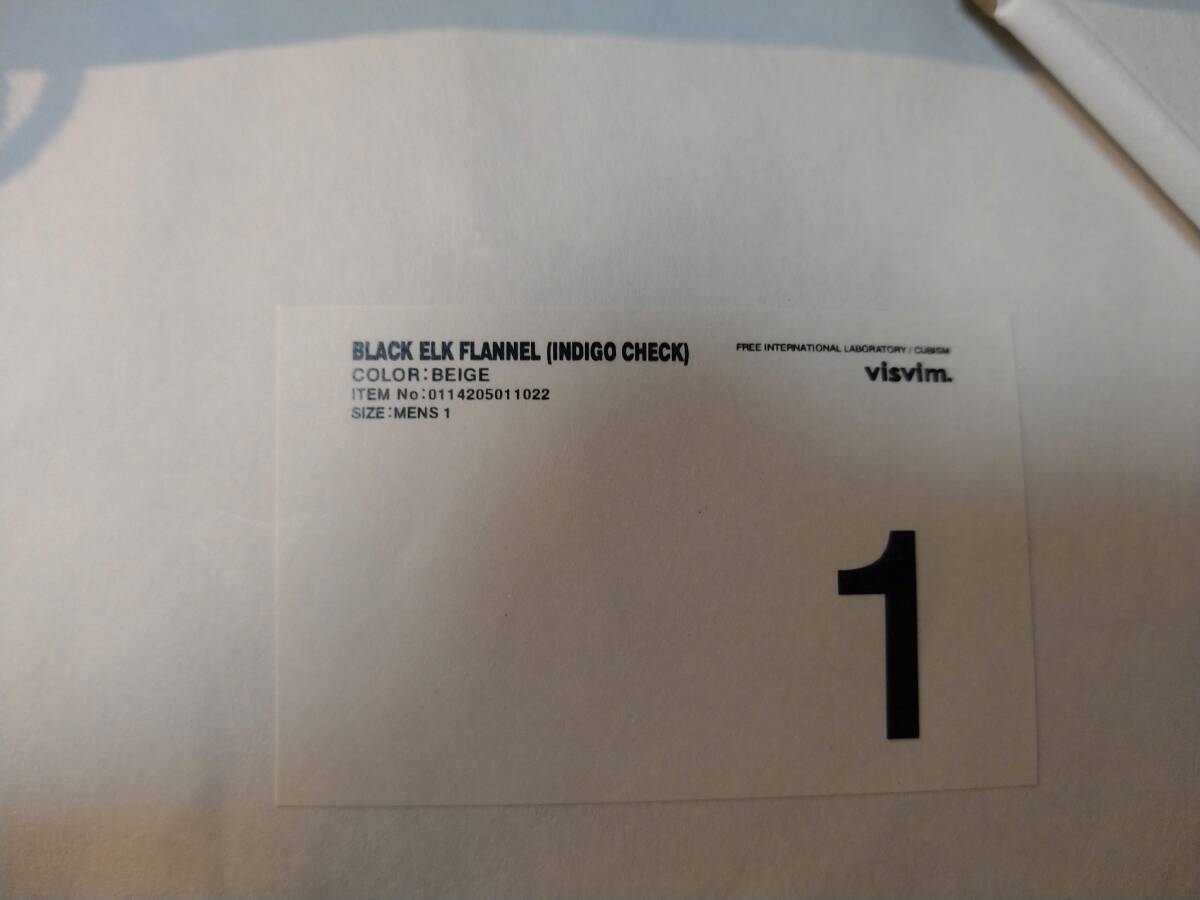 BLACK ELK FLANNEL (INDIGO CHECK)
COLOR:BEIGE
ITEM No:0114205011022
SIZE:MENS 1
FREE INTERNATIONAL LABORATORY / CUBISM
visvim.
1